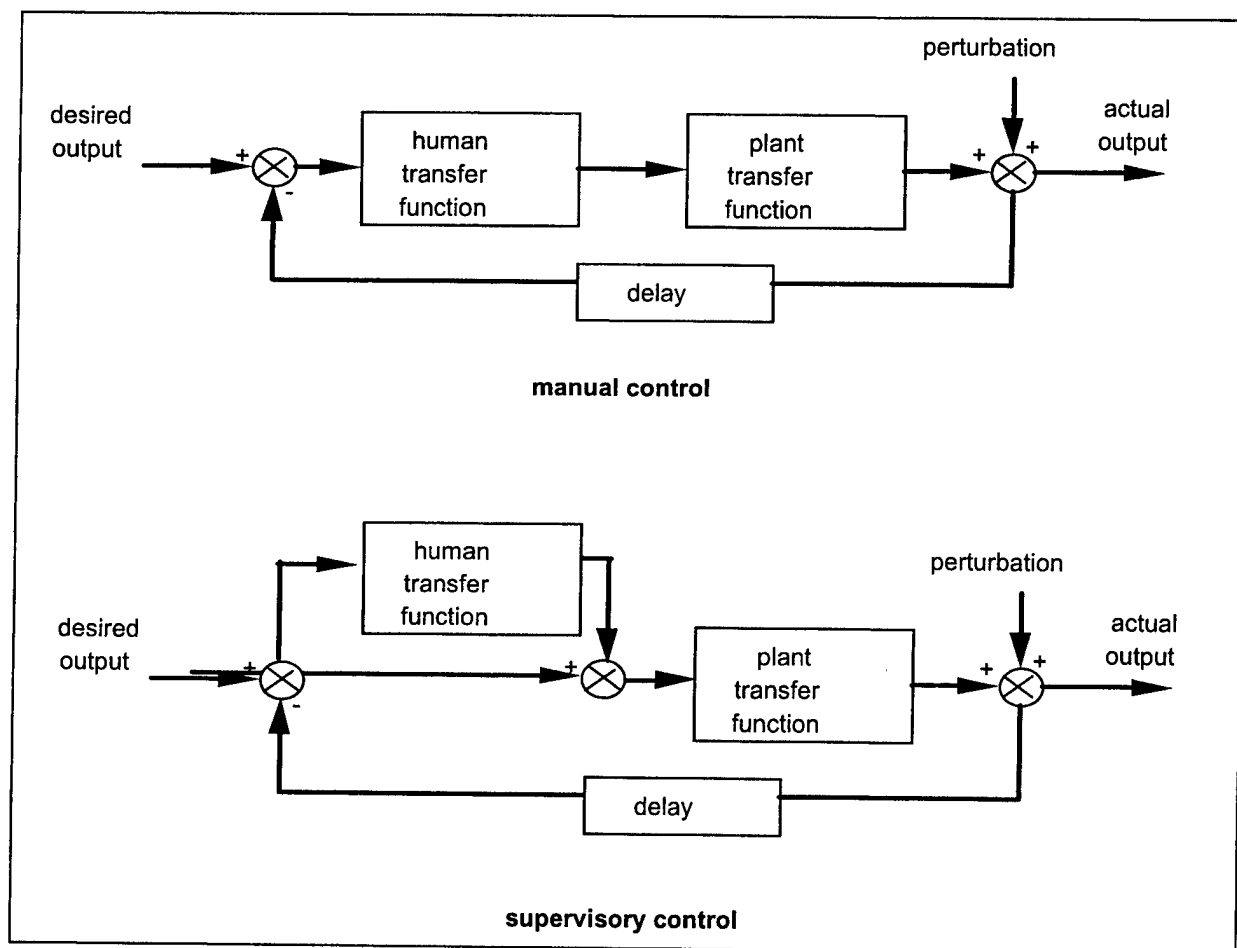 perturbation
desired
output
+
-
human
transfer
function
plant
transfer
function
+
+
actual
output
delay
manual control
human
transfer
function
perturbation
desired
output
+
-
+
plant
transfer
function
+
+
actual
output
delay
supervisory control